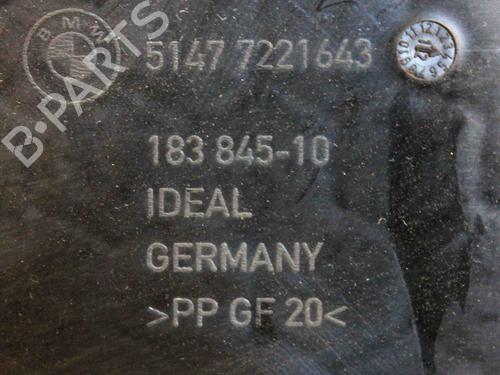 BMW
5147 7221643
183 845-10
IDEAL
GERMANY
>PP GF 20<
B-PARTS